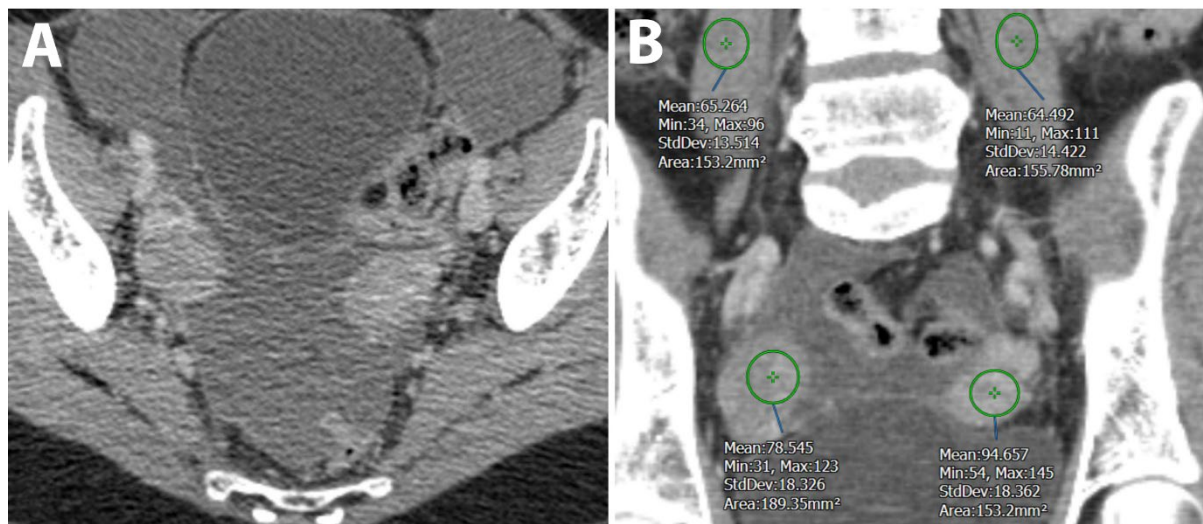 A
B
Mean:65.264
Min:34, Max:96
StdDev:13.514
Area:153.2mm²
Mean:64.492
Min:11, Max:111
StdDev:14.422
Area:155.78mm²
Mean:78.545
Min:31, Max:123
StdDev:18.326
Area:189.35mm²
Mean:94.657
Min:54, Max:145
StdDev:18.362
Area:153.2mm²